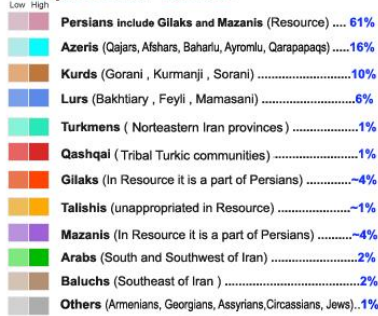 Low High
Persians include Gilaks and Mazanis (Resource) .... 61%
Azeris (Qajars, Afshars, Baharlu, Ayromlu, Qarapapaqs) .....16%
Kurds (Gorani , Kurmanji , Sorani) ..........................10%
Lurs (Bakhtiary , Feyli , Mamasani)..........................6%
Turkmens ( Norteastern Iran provinces ) ...................1%
Qashqai ( Tribal Turkic communities) .......................1%
Gilaks (In Resource it is a part of Persians) .............~4%
Talishis (unappropriated in Resource) .....................~1%
Mazanis (In Resource it is a part of Persians) ......~4%
Arabs (South and Southwest of Iran) .......................2%
Baluchs (Southeast of Iran ) ..................................2%
Others (Armenians, Georgians, Assyrians,Circassians, Jews)..1%